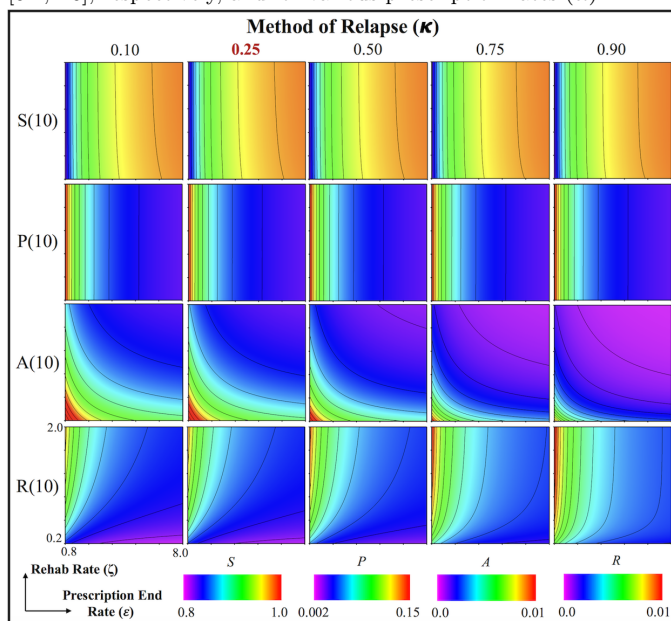 Method of Relapse (κ)
0.10 0.25 0.50 0.75 0.90
S(10)
P(10)
A(10)
R(10)
2.0
0.2
0.8 8.0
Rehab Rate (ζ)
Prescription End
Rate (ε)
S P A R
0.8 1.0 0.002 0.15 0.0 0.01 0.0 0.01